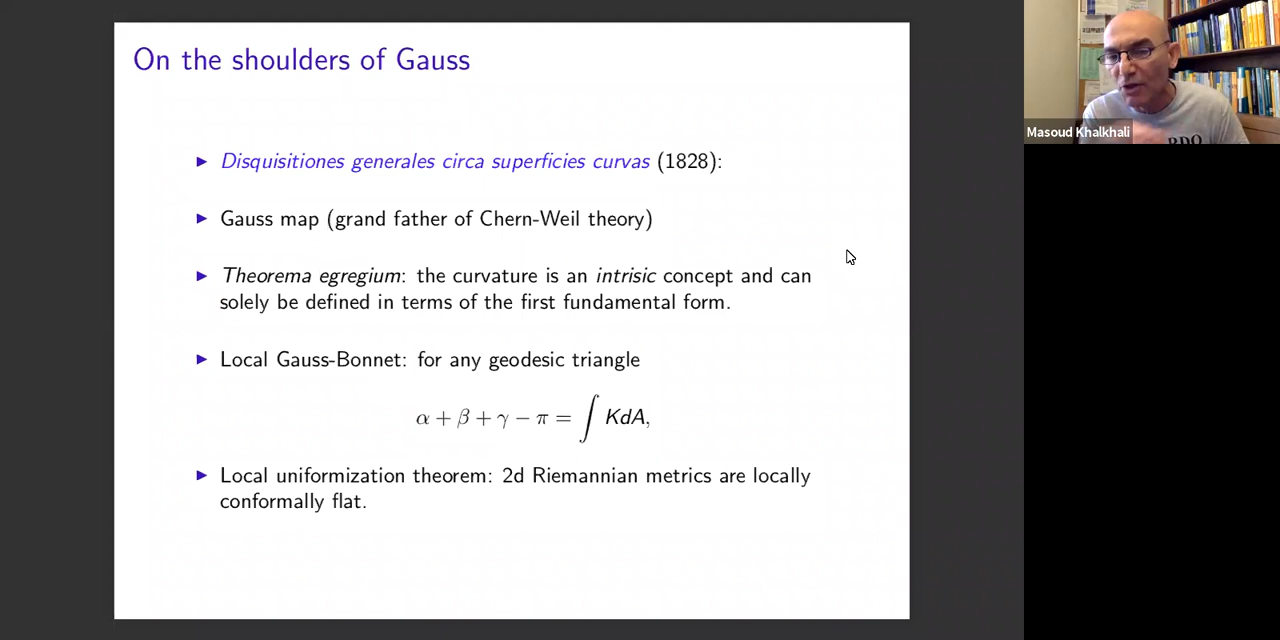 On the shoulders of Gauss
▶ Disquisitiones generales circa superficies curvas (1828):
▶ Gauss map (grand father of Chern-Weil theory)
▶ Theorema egregium: the curvature is an intrisic concept and can
solely be defined in terms of the first fundamental form.
▶ Local Gauss-Bonnet: for any geodesic triangle
α + β + γ − π = ∫ KdA,
▶ Local uniformization theorem: 2d Riemannian metrics are locally
conformally flat.
Masoud Khalkhali